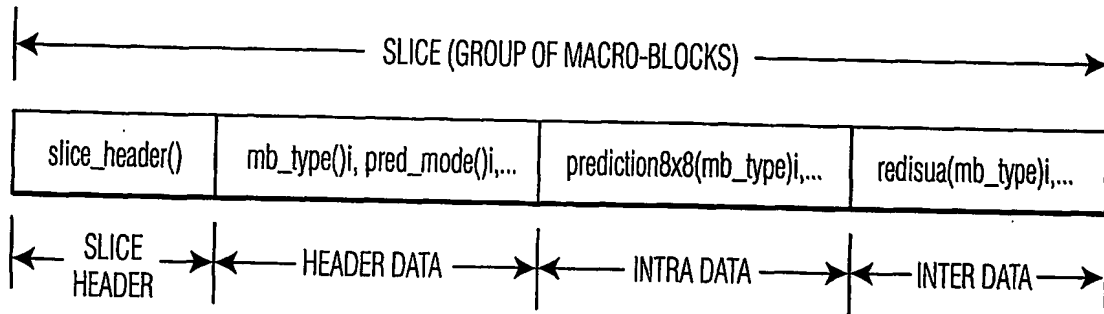 SLICE (GROUP OF MACRO-BLOCKS)
slice_header() mb_type()i, pred_mode()i,... prediction8x8(mb_type)i,... redisua(mb_type)i,...
SLICE HEADER HEADER DATA INTRA DATA INTER DATA